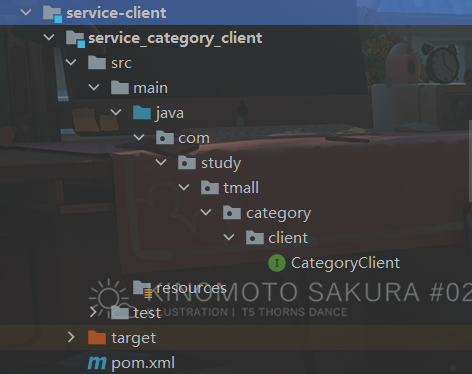 service-client
service_category_client
src
main
java
com
study
tmall
category
client
I CategoryClient
resources
KINOMOTO SAKURA #02
ILLUSTRATION | T5 THORNS DANCE
test
target
m pom.xml